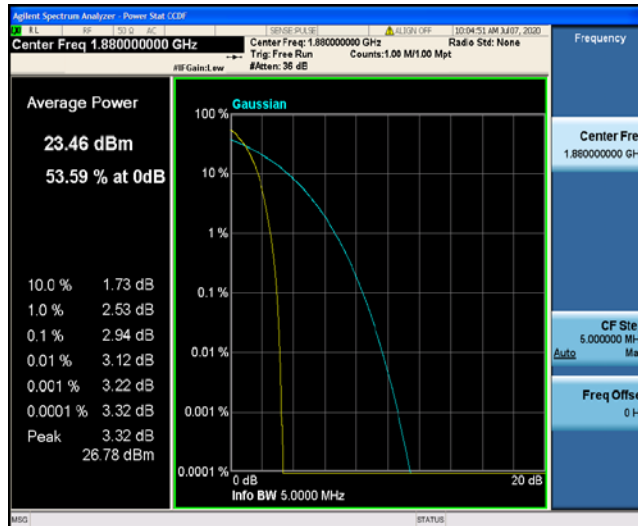 Agilent Spectrum Analyzer - Power Stat CCDF
RL RF 50 Ω AC SENSE:PULSE ALIGN OFF 10:04:51 AM Jul 07, 2020
Center Freq 1.880000000 GHz
Center Freq: 1.880000000 GHz Radio Std: None
Trig: Free Run Counts:1.00 M/1.00 Mpt
#IFGain:Low #Atten: 36 dB
Frequency
Average Power
23.46 dBm
53.59 % at 0dB
10.0 % 1.73 dB
1.0 % 2.53 dB
0.1 % 2.94 dB
0.01 % 3.12 dB
0.001 % 3.22 dB
0.0001 % 3.32 dB
Peak 3.32 dB
26.78 dBm
Gaussian
100 %
10 %
1 %
0.1 %
0.01 %
0.001 %
0.0001 %
0 dB 20 dB
Info BW 5.0000 MHz
Center Fre
1.880000000 GH
CF Ste
5.000000 MH
Auto Ma
Freq Offse
0 H
MSG STATUS